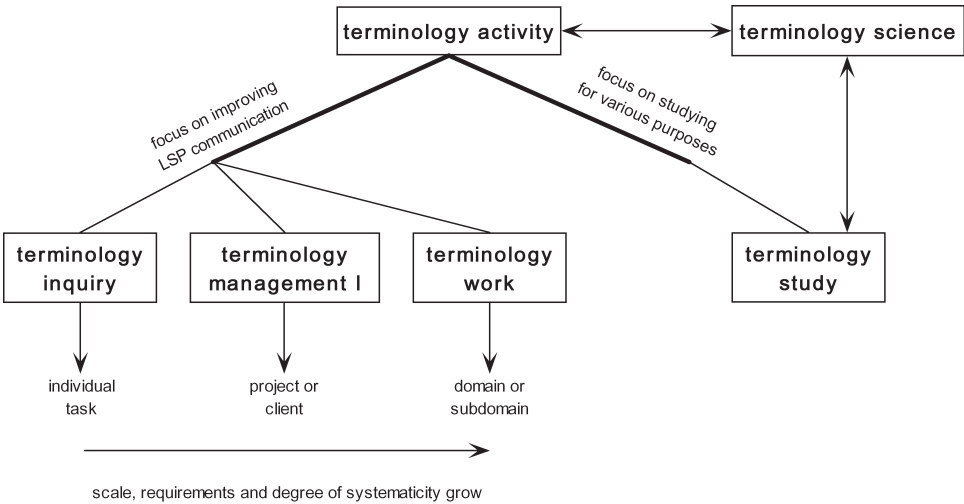 terminology activity
terminology science
focus on improving
LSP communication
focus on studying
for various purposes
terminology
inquiry
terminology
management I
terminology
work
terminology
study
individual
task
project or
client
domain or
subdomain
scale, requirements and degree of systematicity grow